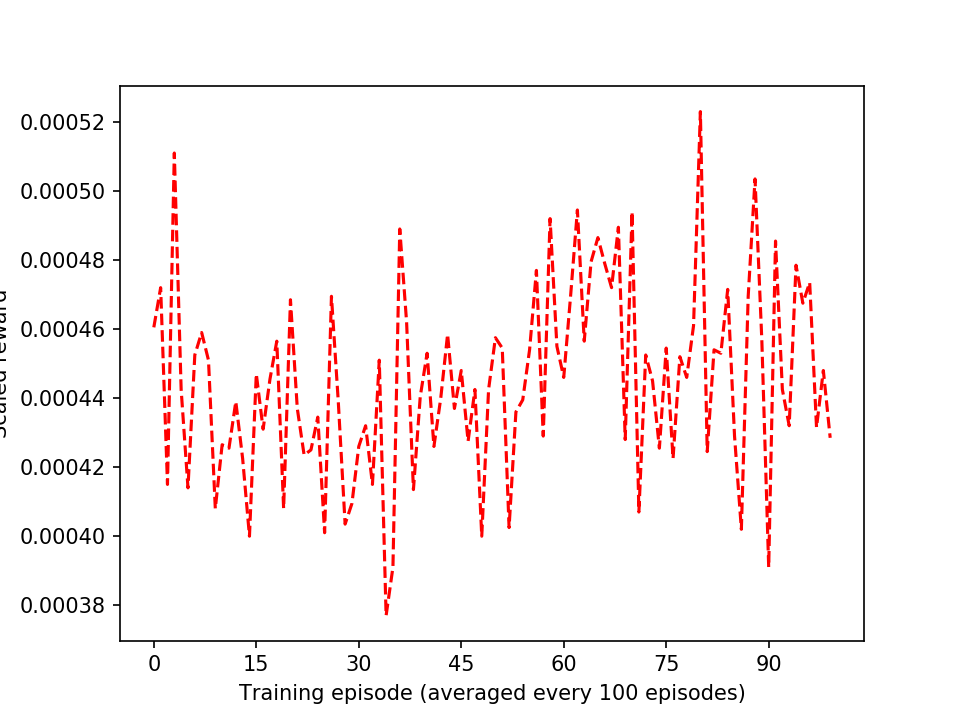 0.00052
0.00050
0.00048
0.00046
0.00044
0.00042
0.00040
0.00038
Scaled reward
0 15 30 45 60 75 90
Training episode (averaged every 100 episodes)